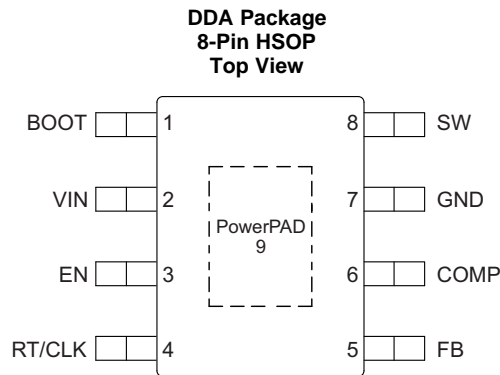 DDA Package
8-Pin HSOP
Top View
BOOT 1 8 SW
VIN 2 7 GND
PowerPAD
9
EN 3 6 COMP
RT/CLK 4 5 FB